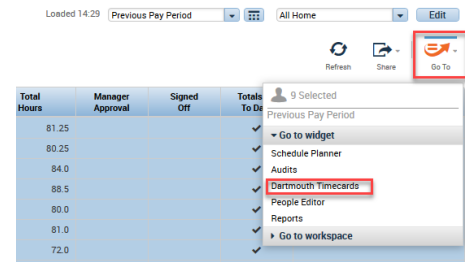 Loaded 14:29 Previous Pay Period All Home Edit
Refresh Share Go To
Total Hours Manager Approval Signed Off Totals To Da
9 Selected
Previous Pay Period
Go to widget
Schedule Planner
Audits
Dartmouth Timecards
People Editor
Reports
Go to workspace
81.25
80.25
84.0
88.5
80.0
81.0
72.0